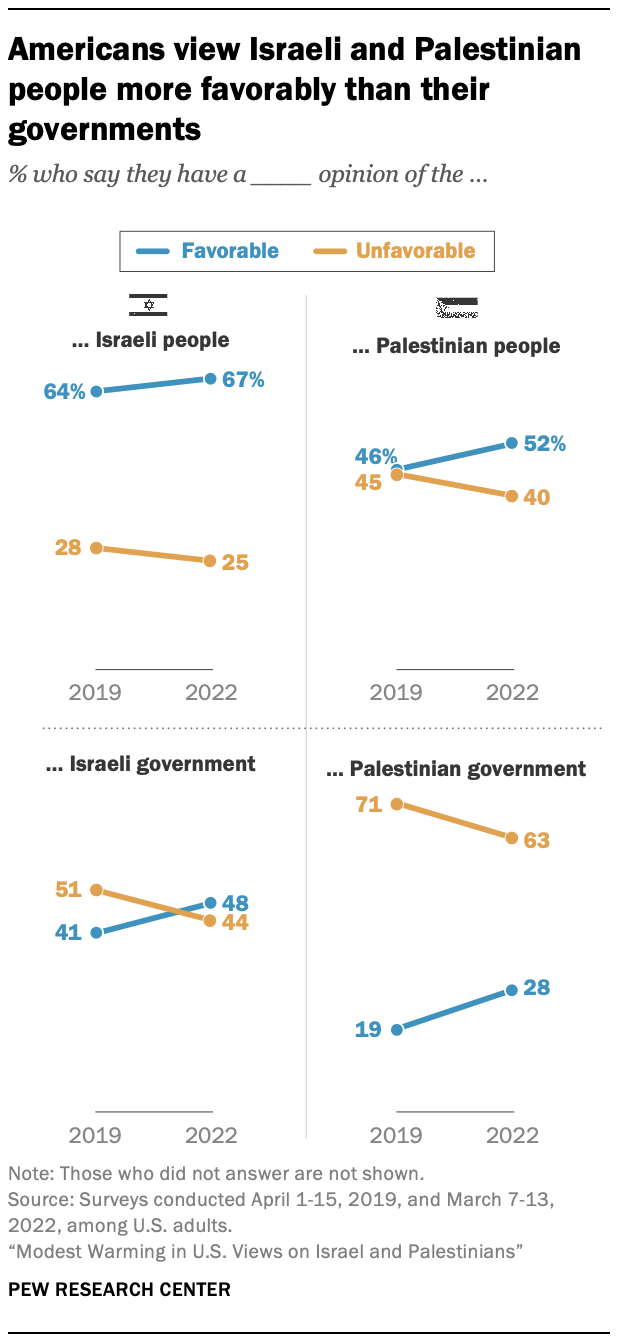 Americans view Israeli and Palestinian
people more favorably than their
governments
% who say they have a ____ opinion of the ...
Favorable
Unfavorable
... Israeli people
64%
67%
28
25
2019
2022
... Palestinian people
46%
52%
45
40
2019
2022
... Israeli government
51
48
41
44
2019
2022
... Palestinian government
71
63
19
28
2019
2022
Note: Those who did not answer are not shown.
Source: Surveys conducted April 1-15, 2019, and March 7-13,
2022, among U.S. adults.
“Modest Warming in U.S. Views on Israel and Palestinians”
PEW RESEARCH CENTER